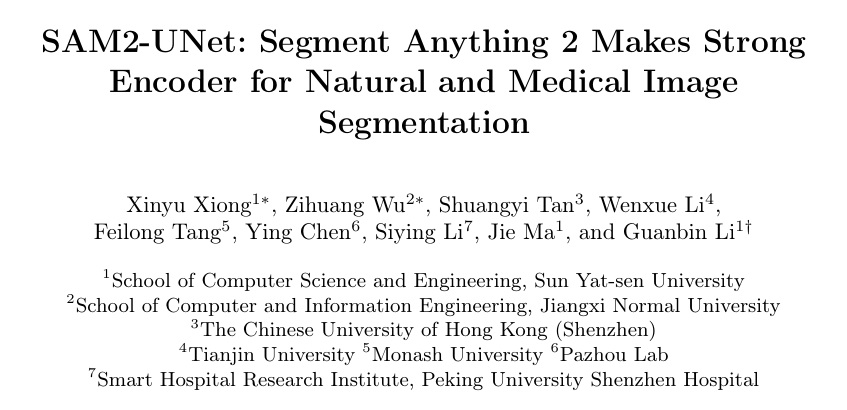 SAM2-UNet: Segment Anything 2 Makes Strong
Encoder for Natural and Medical Image
Segmentation
Xinyu Xiong¹*, Zihuang Wu²*, Shuangyi Tan³, Wenxue Li⁴,
Feilong Tang⁵, Ying Chen⁶, Siying Li⁷, Jie Ma¹, and Guanbin Li¹†
¹School of Computer Science and Engineering, Sun Yat-sen University
²School of Computer and Information Engineering, Jiangxi Normal University
³The Chinese University of Hong Kong (Shenzhen)
⁴Tianjin University ⁵Monash University ⁶Pazhou Lab
⁷Smart Hospital Research Institute, Peking University Shenzhen Hospital